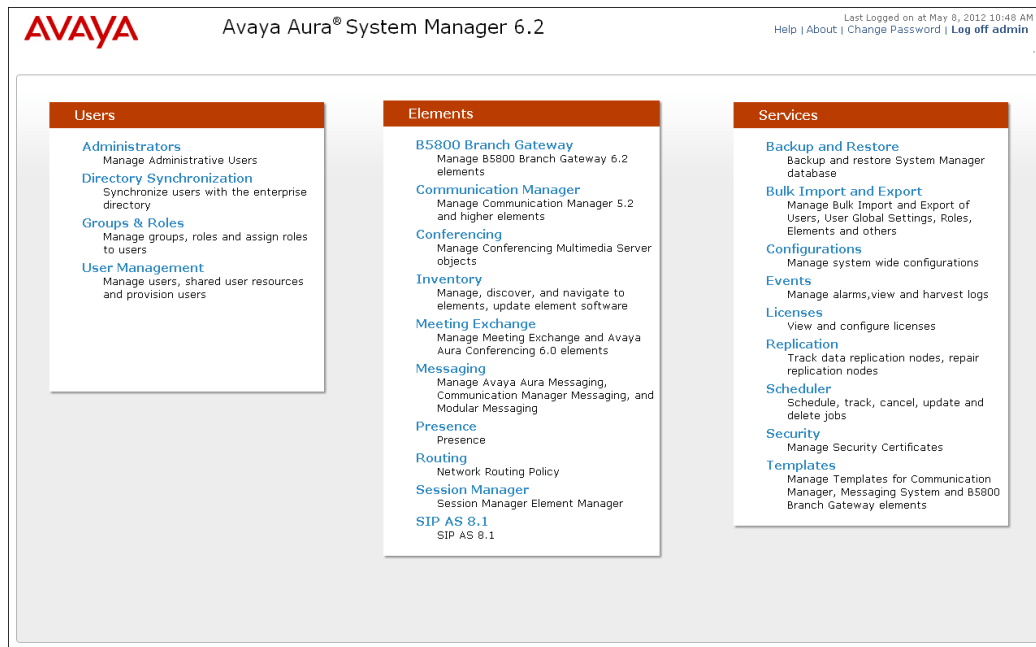 AVAYA
Avaya Aura® System Manager 6.2
Last Logged on at May 8, 2012 10:48 AM
Help | About | Change Password | Log off admin
Users
Administrators
Manage Administrative Users
Directory Synchronization
Synchronize users with the enterprise
directory
Groups & Roles
Manage groups, roles and assign roles
to users
User Management
Manage users, shared user resources
and provision users
Elements
B5800 Branch Gateway
Manage B5800 Branch Gateway 6.2
elements
Communication Manager
Manage Communication Manager 5.2
and higher elements
Conferencing
Manage Conferencing Multimedia Server
objects
Inventory
Manage, discover, and navigate to
elements, update element software
Meeting Exchange
Manage Meeting Exchange and Avaya
Aura Conferencing 6.0 elements
Messaging
Manage Avaya Aura Messaging,
Communication Manager Messaging, and
Modular Messaging
Presence
Presence
Routing
Network Routing Policy
Session Manager
Session Manager Element Manager
SIP AS 8.1
SIP AS 8.1
Services
Backup and Restore
Backup and restore System Manager
database
Bulk Import and Export
Manage Bulk Import and Export of
Users, User Global Settings, Roles,
Elements and others
Configurations
Manage system wide configurations
Events
Manage alarms,view and harvest logs
Licenses
View and configure licenses
Replication
Track data replication nodes, repair
replication nodes
Scheduler
Schedule, track, cancel, update and
delete jobs
Security
Manage Security Certificates
Templates
Manage Templates for Communication
Manager, Messaging System and B5800
Branch Gateway elements